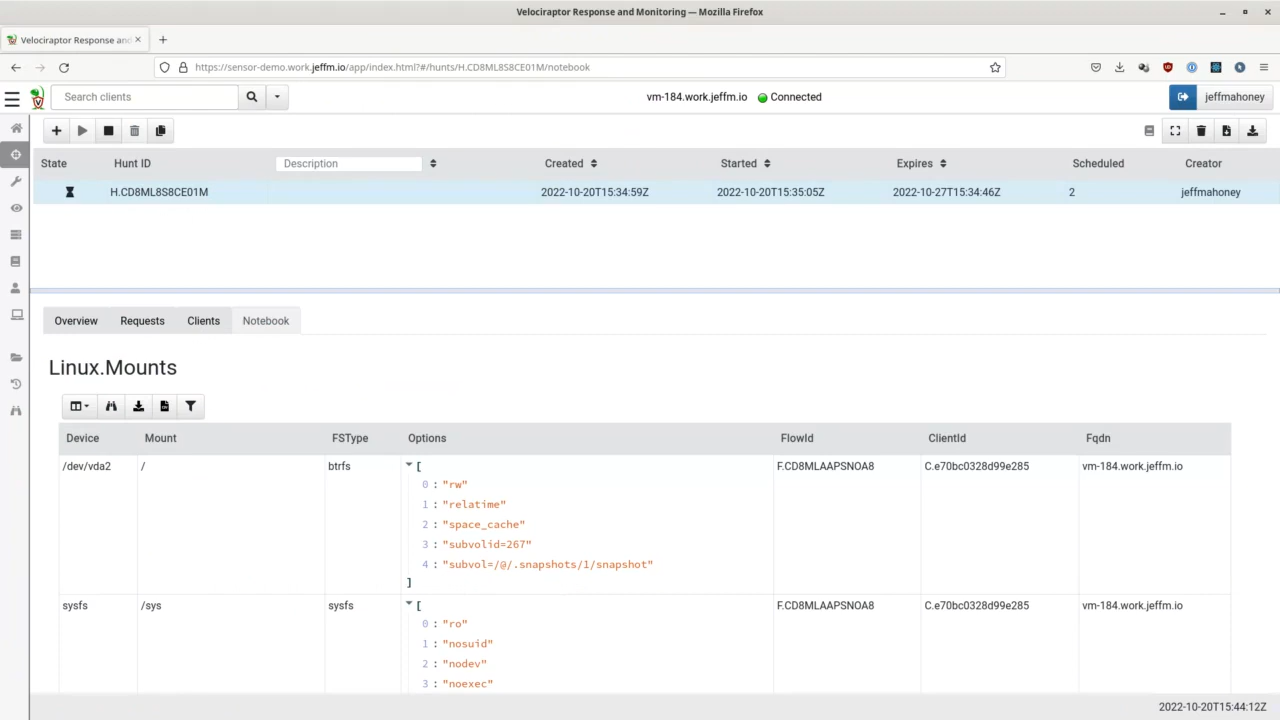 Velociraptor Response and Monitoring — Mozilla Firefox
Velociraptor Response and
https://sensor-demo.work.jeffm.io/app/index.html?#/hunts/H.CD8ML8S8CE01M/notebook
Search clients
vm-184.work.jeffm.io Connected
jeffmahoney
State Hunt ID Description Created Started Expires Scheduled Creator
H.CD8ML8S8CE01M 2022-10-20T15:34:59Z 2022-10-20T15:35:05Z 2022-10-27T15:34:46Z 2 jeffmahoney
Overview Requests Clients Notebook
Linux.Mounts
Device Mount FSType Options FlowId ClientId Fqdn
/dev/vda2 / btrfs [ F.CD8MLAAPSNOA8 C.e70bc0328d99e285 vm-184.work.jeffm.io
0 : "rw"
1 : "relatime"
2 : "space_cache"
3 : "subvolid=267"
4 : "subvol=/@/.snapshots/1/snapshot"
]
sysfs /sys sysfs [ F.CD8MLAAPSNOA8 C.e70bc0328d99e285 vm-184.work.jeffm.io
0 : "ro"
1 : "nosuid"
2 : "nodev"
3 : "noexec"
2022-10-20T15:44:12Z